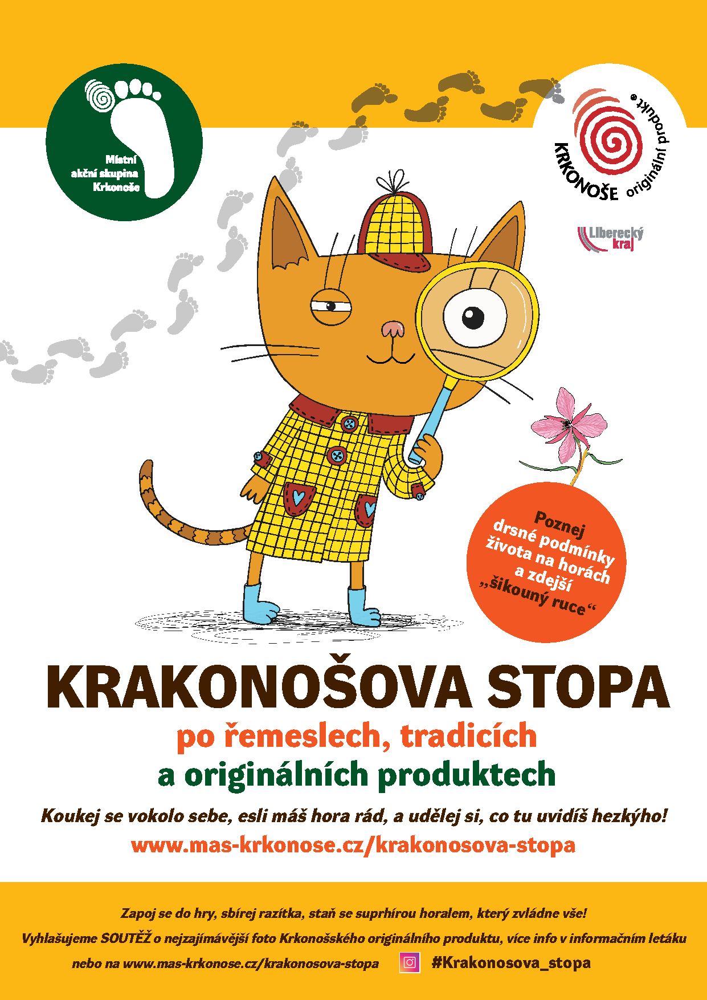 Místní
akční skupina
Krkonoše
KRKONOŠE originální produkt®
Liberecký
kraj
Poznej
drsné podmínky
života na horách
a zdejší
„šikouný ruce“
KRAKONOŠOVA STOPA
po řemeslech, tradicích
a originálních produktech
Koukej se vokolo sebe, esli máš hora rád, a udělej si, co tu uvidíš hezkýho!
www.mas-krkonose.cz/krakonosova-stopa
Zapoj se do hry, sbírej razítka, staň se suprhírou horalem, který zvládne vše!
Vyhlašujeme SOUTĚŽ o nejzajímávější foto Krkonošského originálního produktu, více info v informačním letáku
nebo na www.mas-krkonose.cz/krakonosova-stopa #Krakonosova_stopa